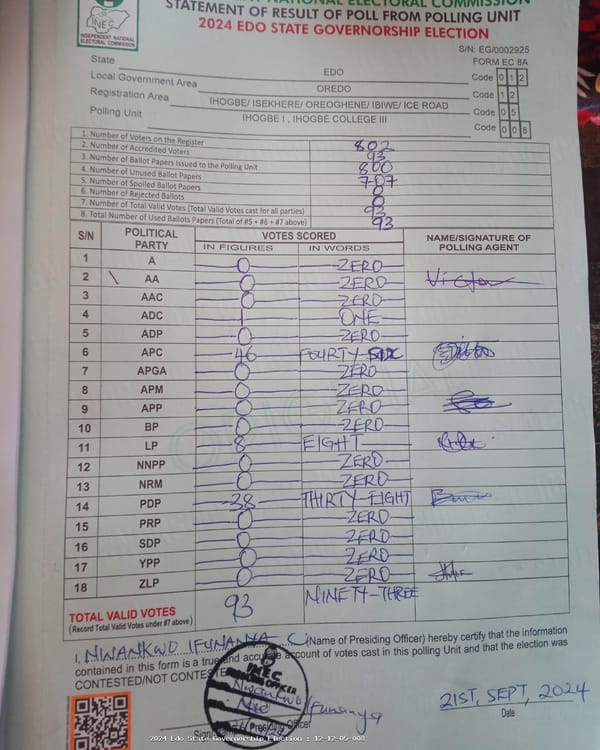 INDEPENDENT NATIONAL ELECTORAL COMMISSION
STATEMENT OF RESULT OF POLL FROM POLLING UNIT
2024 EDO STATE GOVERNORSHIP ELECTION
INEC
INDEPENDENT NATIONAL
ELECTORAL COMMISSION
S/N: EG/0002925
FORM EC 8A
State EDO Code 0 1 2
Local Government Area OREDO Code 1 2
Registration Area IHOGBE/ ISEKHERE/ OREOGHENE/ IBIWE/ ICE ROAD Code 0 5
Polling Unit IHOGBE I , IHOGBE COLLEGE III Code 0 0 8
1. Number of Voters on the Register 802
2. Number of Accredited Voters 93
3. Number of Ballot Papers Issued to the Polling Unit 800
4. Number of Unused Ballot Papers 707
5. Number of Spoiled Ballot Papers 0
6. Number of Rejected Ballots 0
7. Number of Total Valid Votes (Total Valid Votes cast for all parties) 93
8. Total Number of Used Ballots Papers (Total of #5 + #6 + #7 above) 93
S/N POLITICAL PARTY VOTES SCORED NAME/SIGNATURE OF POLLING AGENT
IN FIGURES IN WORDS
1 A 0 ZERO
2 AA 0 ZERO
3 AAC 0 ZERO
4 ADC 1 ONE
5 ADP 0 ZERO
6 APC 46 FOURTY-SIX
7 APGA 0 ZERO
8 APM 0 ZERO
9 APP 0 ZERO
10 BP 0 ZERO
11 LP 8 EIGHT
12 NNPP 0 ZERO
13 NRM 0 ZERO
14 PDP 38 THIRTY EIGHT
15 PRP 0 ZERO
16 SDP 0 ZERO
17 YPP 0 ZERO
18 ZLP 0 ZERO
TOTAL VALID VOTES 93 NINETY-THREE
(Record Total Valid Votes under #7 above)
I, NWANKWO IFUNANYA C (Name of Presiding Officer) hereby certify that the information
contained in this form is a true and accurate account of votes cast in this polling Unit and that the election was
CONTESTED/NOT CONTESTED
INEC
Nwankwo
Ifunanya
21ST, SEPT, 2024
Date
Presiding Officer
2024 Edo State Governorship Election : 12-12-05-008